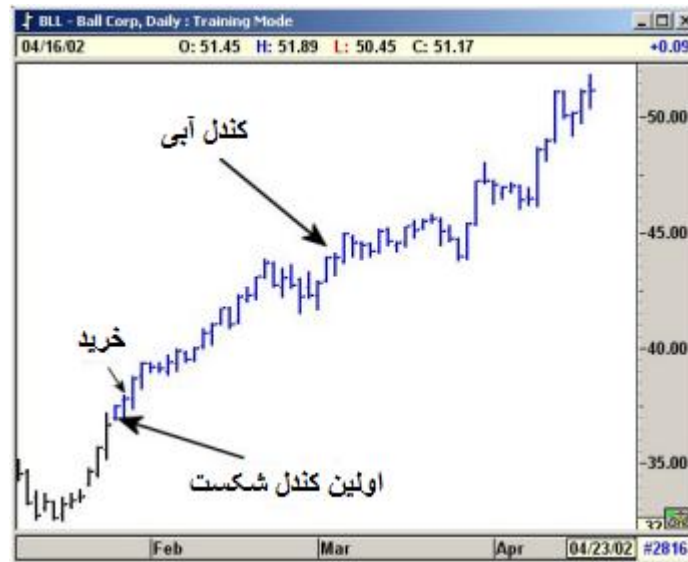 BLL - Ball Corp, Daily : Training Mode
04/16/02 O: 51.45 H: 51.89 L: 50.45 C: 51.17 +0.09
کندل آبی
50.00
45.00
خرید
40.00
اولین کندل شکست
35.00
Feb Mar Apr 04/23/02 #2816